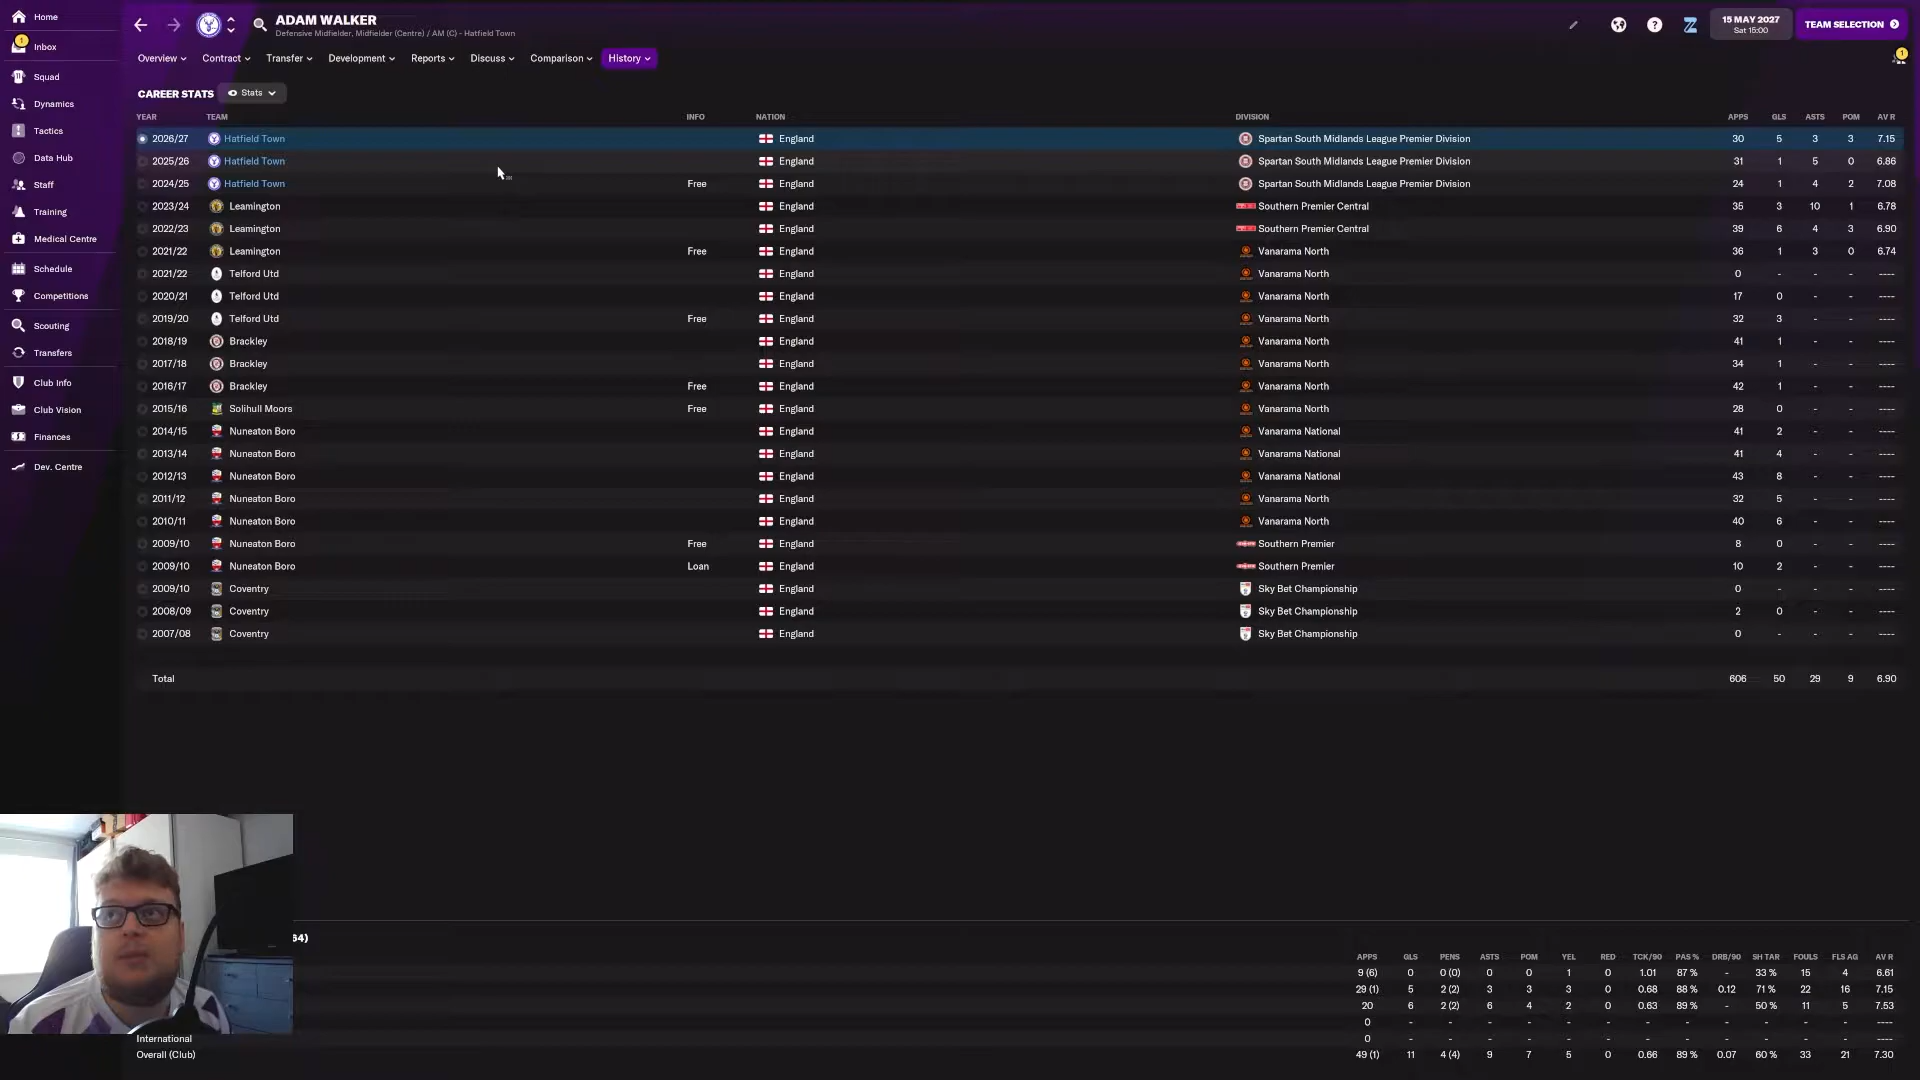 Home
1
Inbox
Squad
Dynamics
Tactics
Data Hub
Staff
Training
Medical Centre
Schedule
Competitions
Scouting
Transfers
Club Info
Club Vision
Finances
Dev. Centre
ADAM WALKER
Defensive Midfielder, Midfielder (Centre) / AM (C) - Hatfield Town
15 MAY 2027
Sat 15:00
TEAM SELECTION
Overview Contract Transfer Development Reports Discuss Comparison History
1
CAREER STATS Stats
YEAR TEAM INFO NATION DIVISION APPS GLS ASTS POM AV R
2026/27 Hatfield Town England Spartan South Midlands League Premier Division 30 5 3 3 7.15
2025/26 Hatfield Town England Spartan South Midlands League Premier Division 31 1 5 0 6.86
2024/25 Hatfield Town Free England Spartan South Midlands League Premier Division 24 1 4 2 7.08
2023/24 Leamington England Southern Premier Central 35 3 10 1 6.78
2022/23 Leamington England Southern Premier Central 39 6 4 3 6.90
2021/22 Leamington Free England Vanarama North 36 1 3 0 6.74
2021/22 Telford Utd England Vanarama North 0 - - - ----
2020/21 Telford Utd England Vanarama North 17 0 - - ----
2019/20 Telford Utd Free England Vanarama North 32 3 - - ----
2018/19 Brackley England Vanarama North 41 1 - - ----
2017/18 Brackley England Vanarama North 34 1 - - ----
2016/17 Brackley Free England Vanarama North 42 1 - - ----
2015/16 Solihull Moors Free England Vanarama North 28 0 - - ----
2014/15 Nuneaton Boro England Vanarama National 41 2 - - ----
2013/14 Nuneaton Boro England Vanarama National 41 4 - - ----
2012/13 Nuneaton Boro England Vanarama National 43 8 - - ----
2011/12 Nuneaton Boro England Vanarama North 32 5 - - ----
2010/11 Nuneaton Boro England Vanarama North 40 6 - - ----
2009/10 Nuneaton Boro Free England Southern Premier 8 0 - - ----
2009/10 Nuneaton Boro Loan England Southern Premier 10 2 - - ----
2009/10 Coventry England Sky Bet Championship 0 - - - ----
2008/09 Coventry England Sky Bet Championship 2 0 - - ----
2007/08 Coventry England Sky Bet Championship 0 - - - ----
Total 606 50 29 9 6.90
64)
APPS GLS PENS ASTS POM YEL RED TCK/90 PAS % DRB/90 SH TAR FOULS FLS AG AV R
9 (6) 0 0 (0) 0 0 1 0 1.01 87 % - 33 % 15 4 6.61
29 (1) 5 2 (2) 3 3 3 0 0.68 88 % 0.12 71 % 22 16 7.15
20 6 2 (2) 6 4 2 0 0.63 89 % - 50 % 11 5 7.53
0 - - - - - - - - - - - - ----
International 0 - - - - - - - - - - - - ----
Overall (Club) 49 (1) 11 4 (4) 9 7 5 0 0.66 89 % 0.07 60 % 33 21 7.30